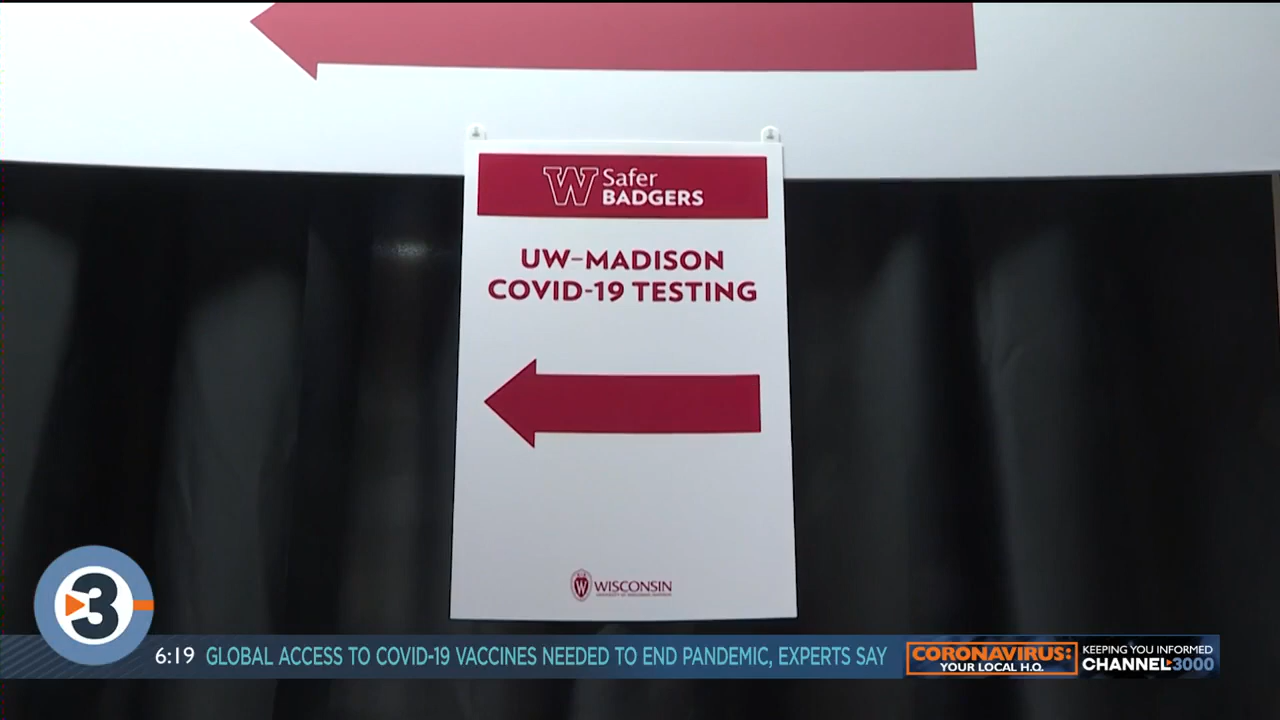 W Safer
BADGERS
UW-MADISON
COVID-19 TESTING
W WISCONSIN
3
6:19 GLOBAL ACCESS TO COVID-19 VACCINES NEEDED TO END PANDEMIC, EXPERTS SAY
CORONAVIRUS:
YOUR LOCAL H.Q.
KEEPING YOU INFORMED
CHANNEL3000